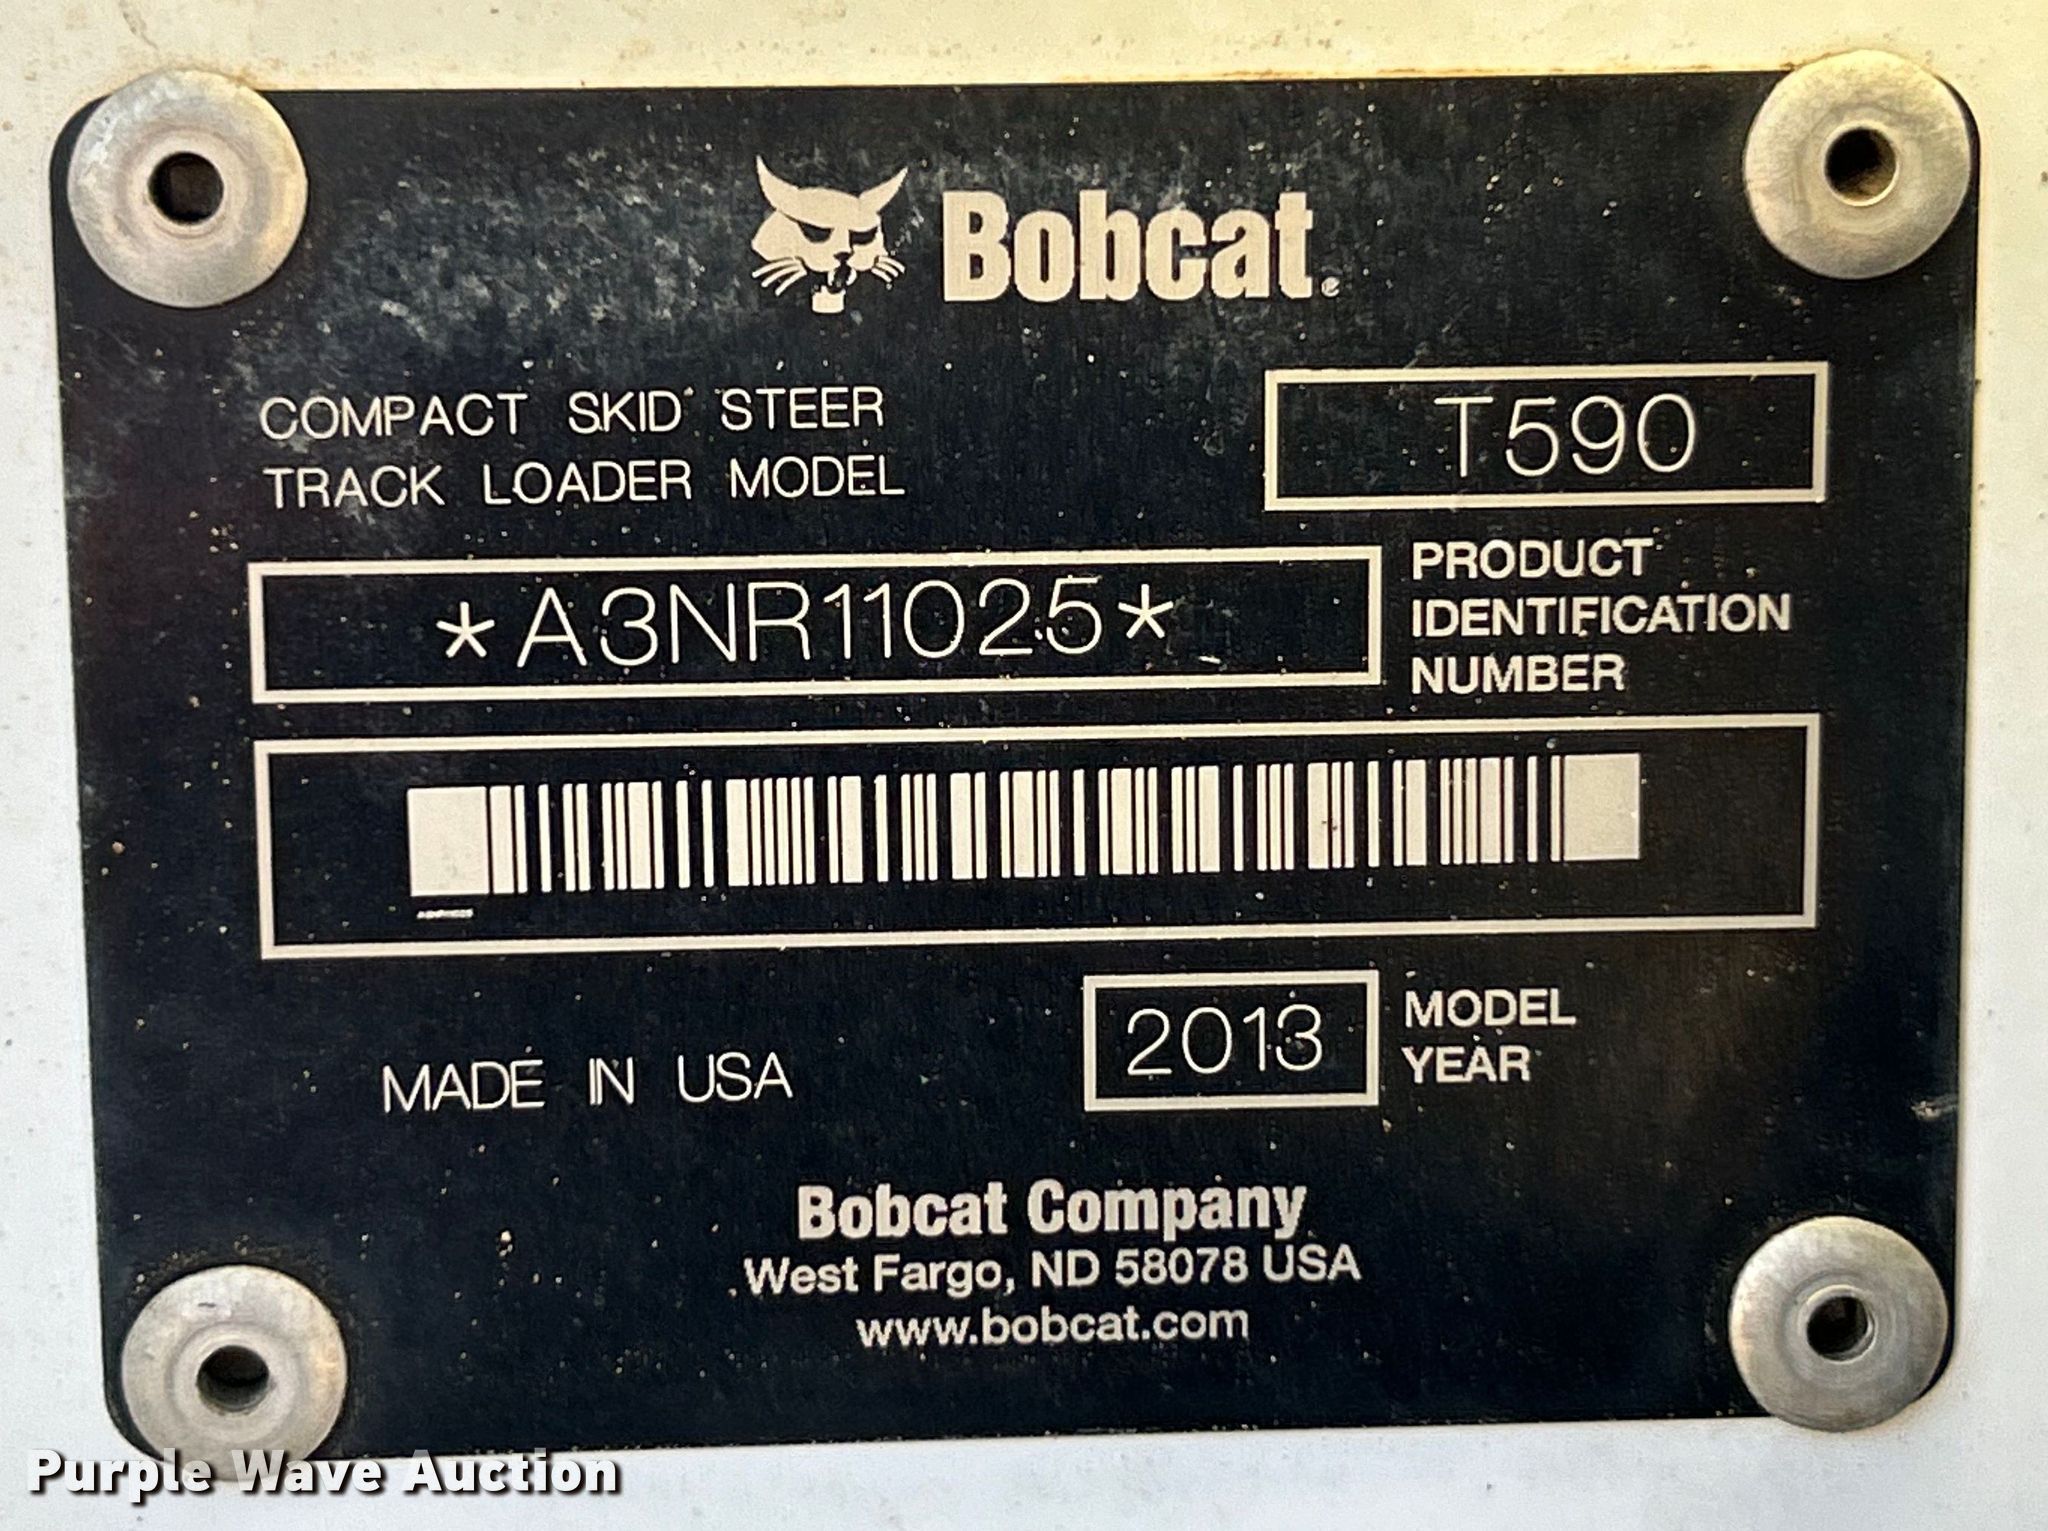 Bobcat®
COMPACT SKID STEER
TRACK LOADER MODEL
T590
*A3NR11025*
PRODUCT
IDENTIFICATION
NUMBER
A3NR11025
MADE IN USA
2013
MODEL
YEAR
Bobcat Company
West Fargo, ND 58078 USA
www.bobcat.com
Purple Wave Auction